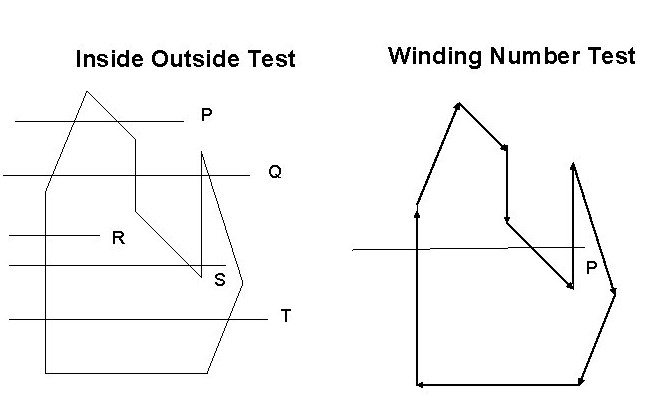 Inside Outside Test
P
Q
R
S
T
Winding Number Test
P